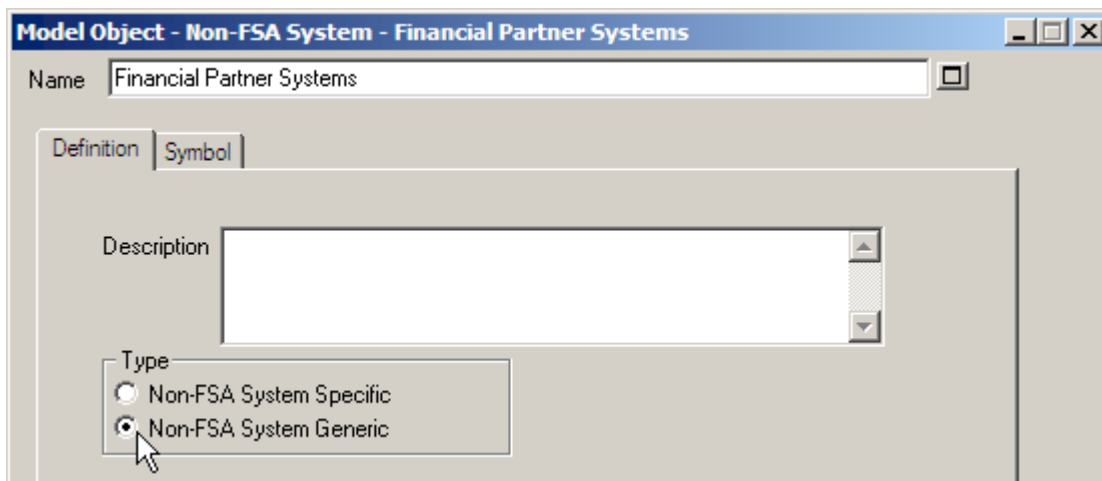 Model Object - Non-FSA System - Financial Partner Systems
Name Financial Partner Systems
Definition Symbol
Description
Type
Non-FSA System Specific
Non-FSA System Generic